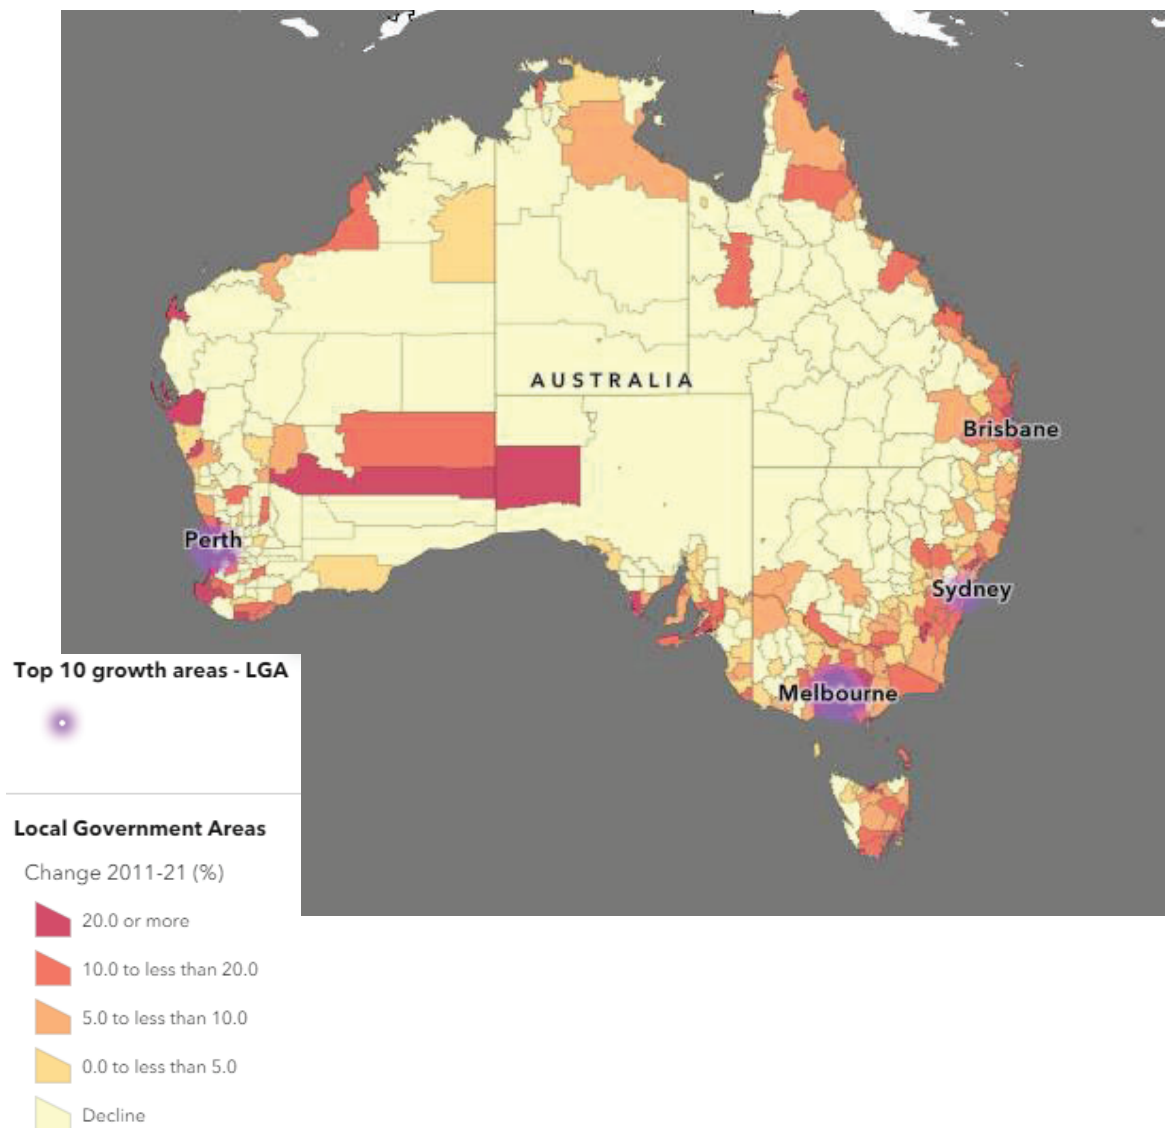 AUSTRALIA
Brisbane
Perth
Sydney
Melbourne
Top 10 growth areas - LGA
Local Government Areas
Change 2011-21 (%)
20.0 or more
10.0 to less than 20.0
5.0 to less than 10.0
0.0 to less than 5.0
Decline